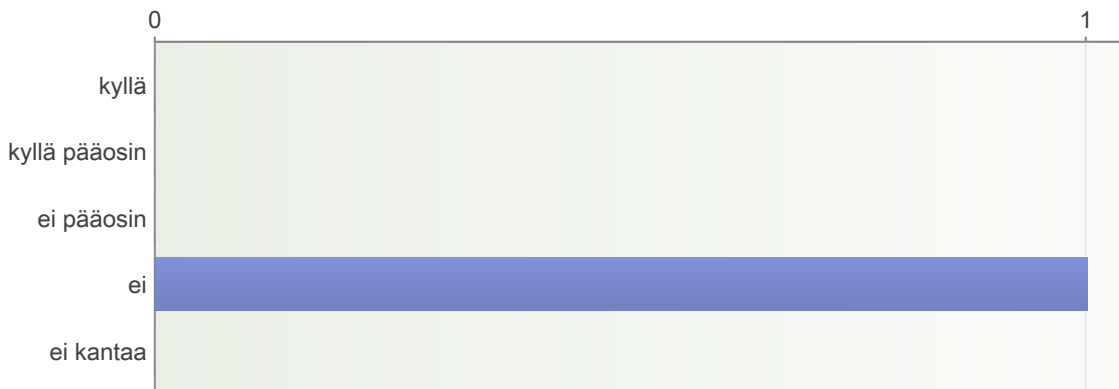 0 1
kyllä
kyllä pääosin
ei pääosin
ei
ei kantaa